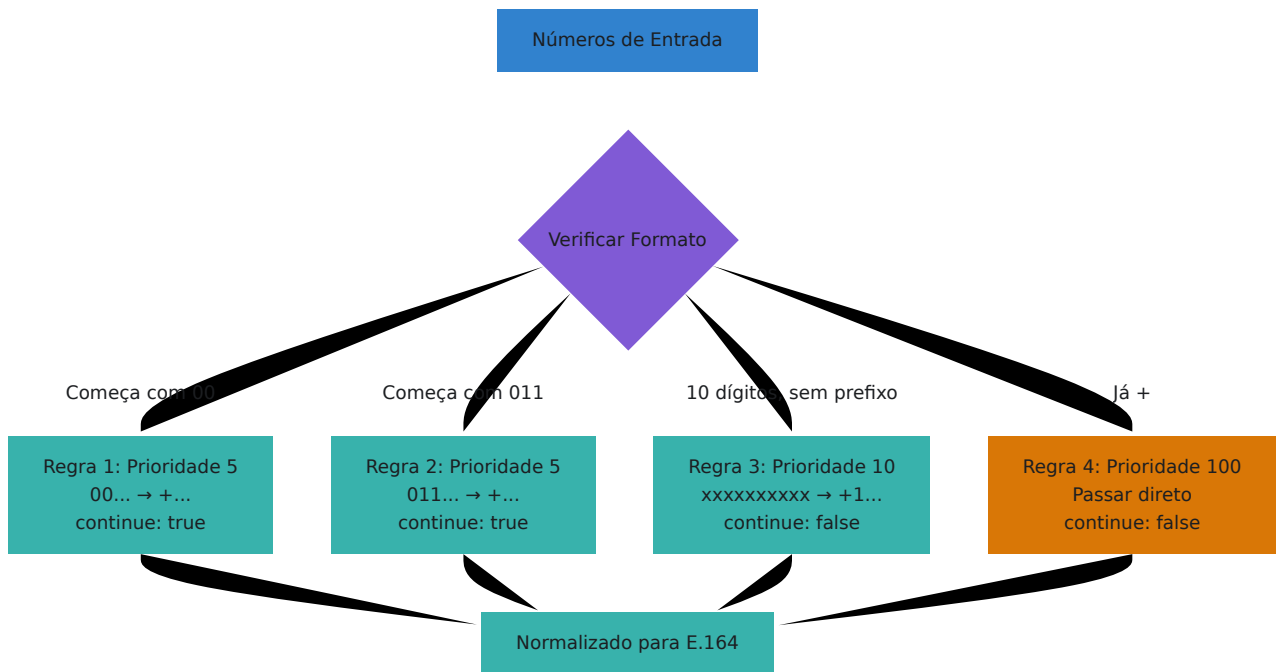 Números de Entrada
Verificar Formato
Começa com 00
Começa com 011
10 dígitos, sem prefixo
Já +
Regra 1: Prioridade 5
00... → +...
continue: true
Regra 2: Prioridade 5
011... → +...
continue: true
Regra 3: Prioridade 10
xxxxxxxxxx → +1...
continue: false
Regra 4: Prioridade 100
Passar direto
continue: false
Normalizado para E.164